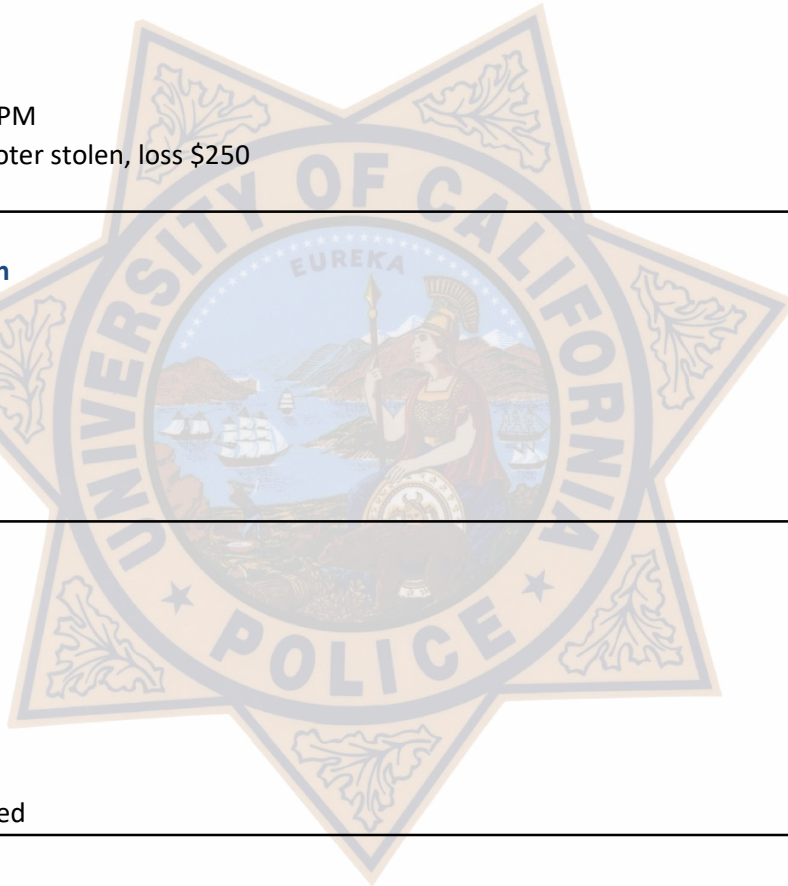 PM
oter stolen, loss $250
n
UNIVERSITY OF CALIFORNIA
EUREKA
POLICE
ed